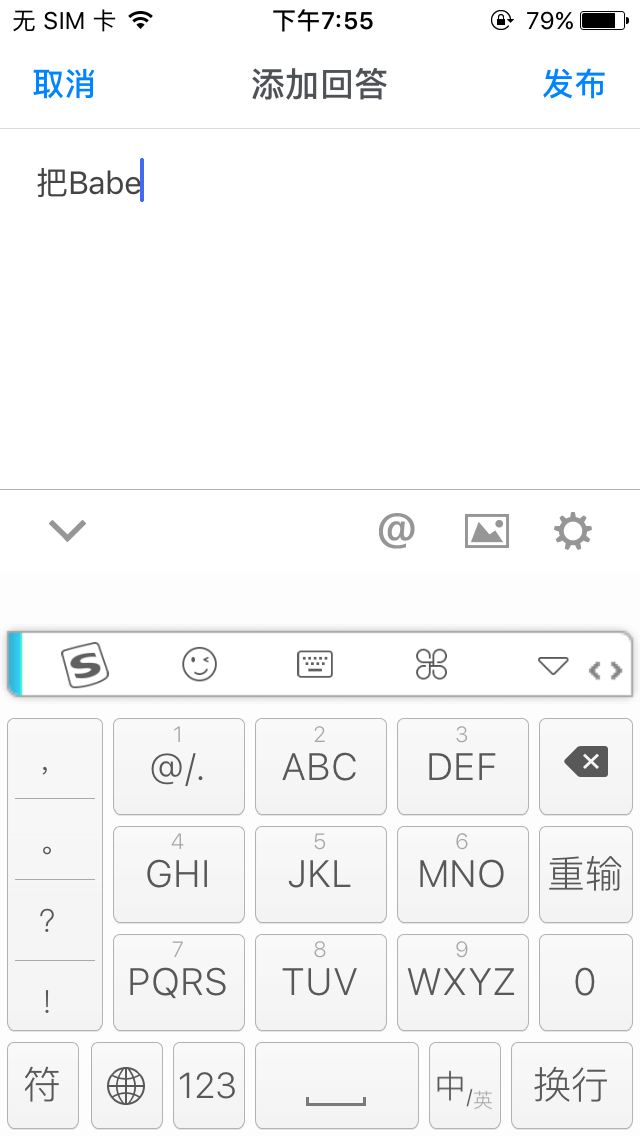 无 SIM 卡 下午7:55 79%
取消 添加回答 发布
把Babe
@
S
, 1 @/. 2 ABC 3 DEF
。 4 GHI 5 JKL 6 MNO 重输
?
! 7 PQRS 8 TUV 9 WXYZ 0
符 123 中/英 换行